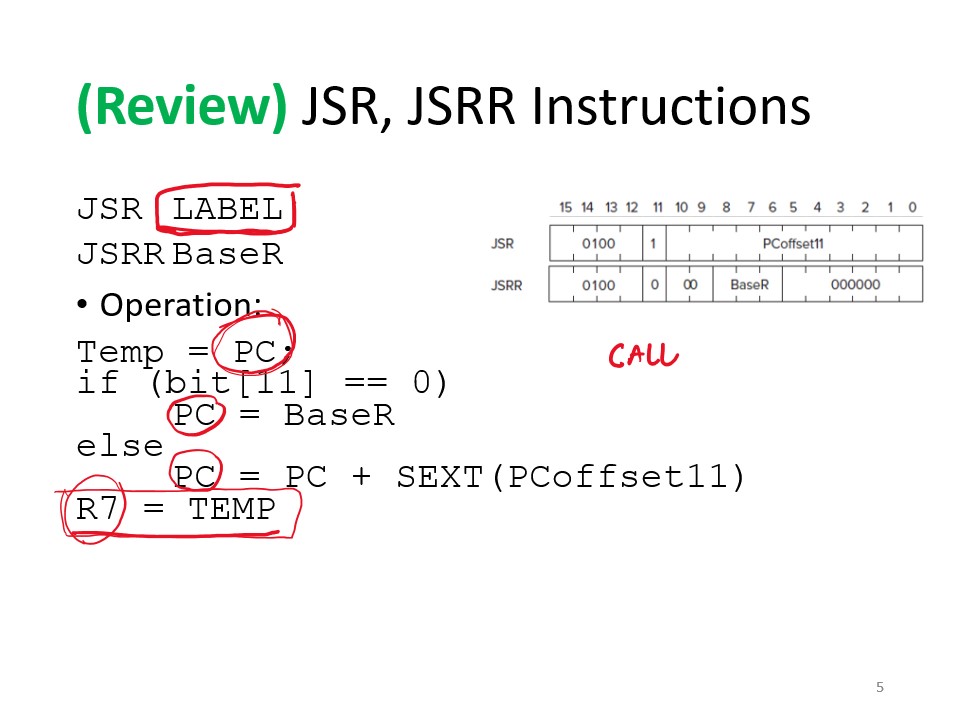 (Review) JSR, JSRR Instructions
JSR LABEL
JSRR BaseR
• Operation:
Temp = PC;
if (bit[11] == 0)
PC = BaseR
else
PC = PC + SEXT(PCoffset11)
R7 = TEMP
15 14 13 12 11 10 9 8 7 6 5 4 3 2 1 0
JSR 0100 1 PCoffset11
JSRR 0100 0 00 BaseR 000000
CALL
5